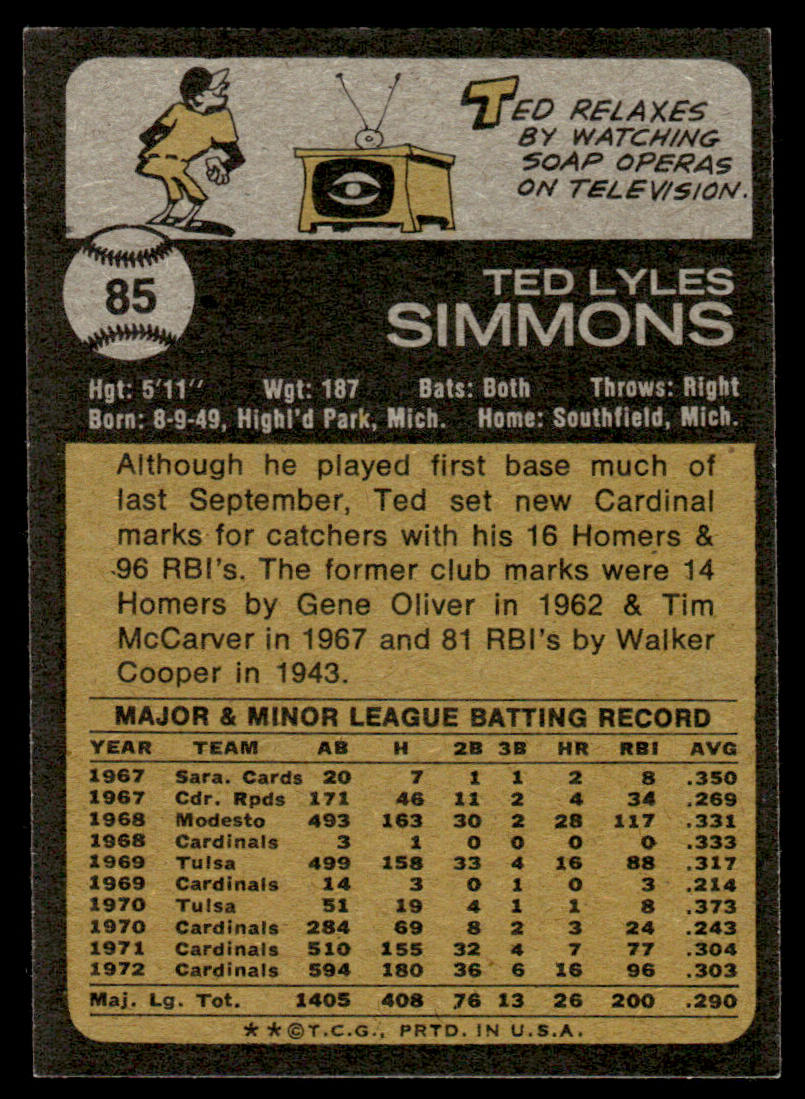 TED RELAXES
BY WATCHING
SOAP OPERAS
ON TELEVISION.
85
TED LYLES
SIMMONS
Hgt: 5'11" Wgt: 187 Bats: Both Throws: Right
Born: 8-9-49, Highl'd Park, Mich. Home: Southfield, Mich.
Although he played first base much of
last September, Ted set new Cardinal
marks for catchers with his 16 Homers &
96 RBI's. The former club marks were 14
Homers by Gene Oliver in 1962 & Tim
McCarver in 1967 and 81 RBI's by Walker
Cooper in 1943.
MAJOR & MINOR LEAGUE BATTING RECORD
YEAR TEAM AB H 2B 3B HR RBI AVG
1967 Sara. Cards 20 7 1 1 2 8 .350
1967 Cdr. Rpds 171 46 11 2 4 34 .269
1968 Modesto 493 163 30 2 28 117 .331
1968 Cardinals 3 1 0 0 0 0 .333
1969 Tulsa 499 158 33 4 16 88 .317
1969 Cardinals 14 3 0 1 0 3 .214
1970 Tulsa 51 19 4 1 1 8 .373
1970 Cardinals 284 69 8 2 3 24 .243
1971 Cardinals 510 155 32 4 7 77 .304
1972 Cardinals 594 180 36 6 16 96 .303
Maj. Lg. Tot. 1405 408 76 13 26 200 .290
**©T.C.G., PRTD. IN U.S.A.